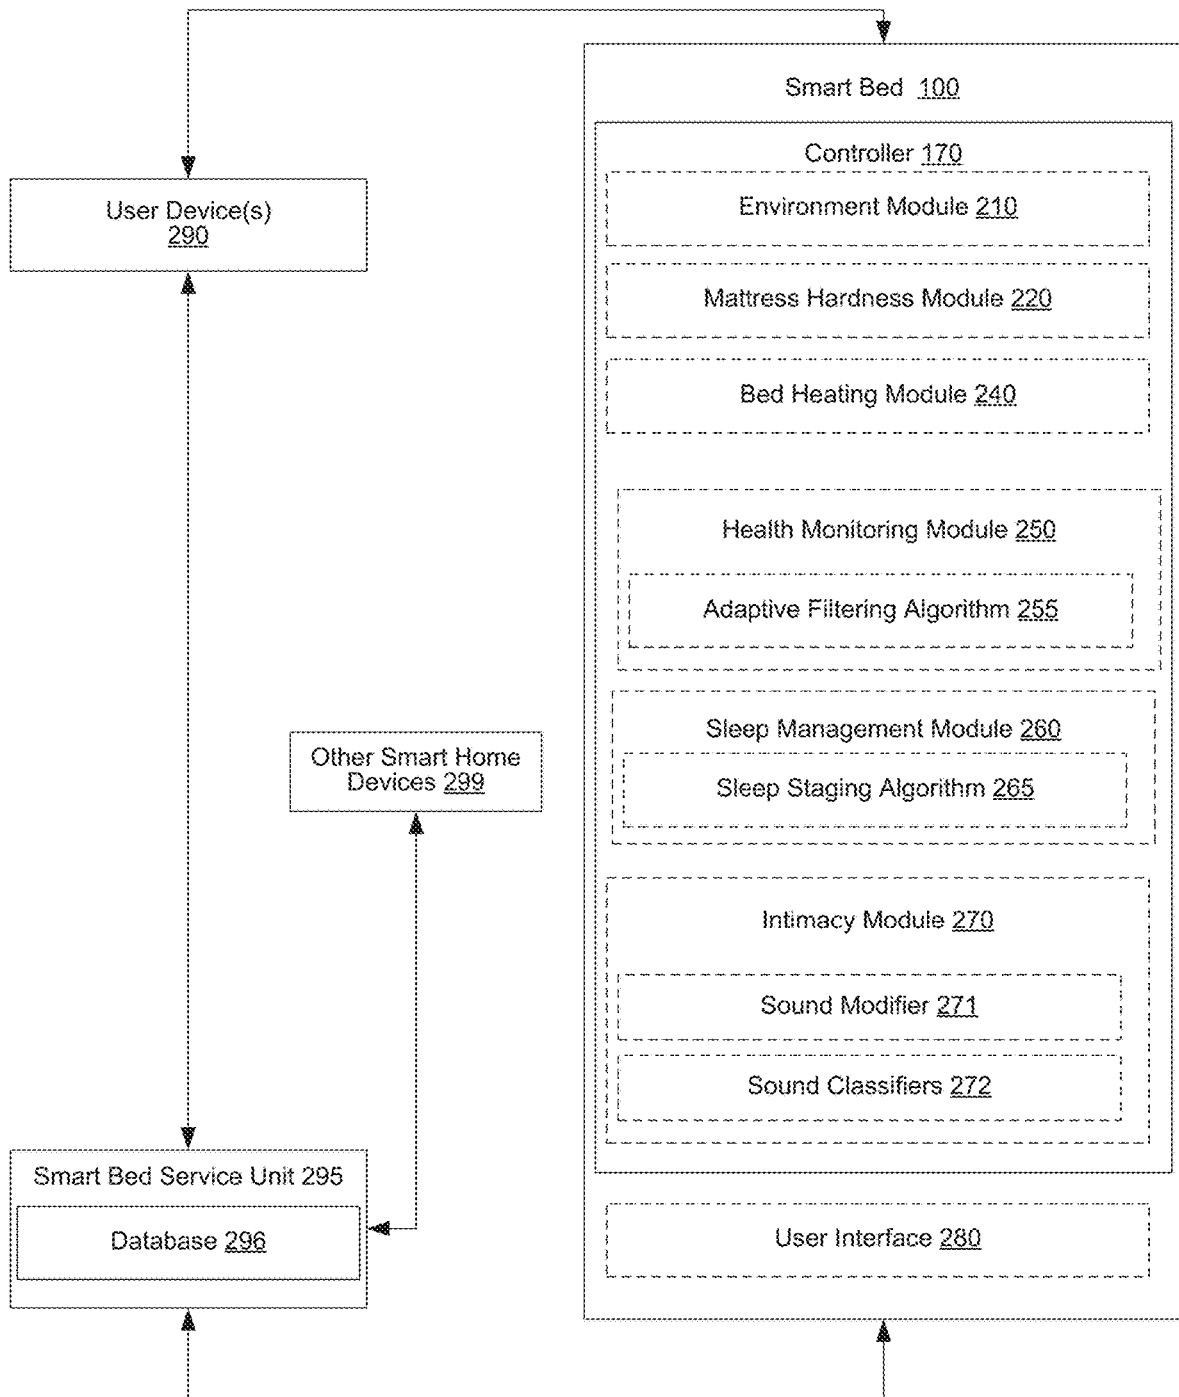 Smart Bed 100
Controller 170
Environment Module 210
Mattress Hardness Module 220
Bed Heating Module 240
Health Monitoring Module 250
Adaptive Filtering Algorithm 255
Sleep Management Module 260
Sleep Staging Algorithm 265
Intimacy Module 270
Sound Modifier 271
Sound Classifiers 272
User Interface 280
User Device(s)
290
Other Smart Home
Devices 299
Smart Bed Service Unit 295
Database 296